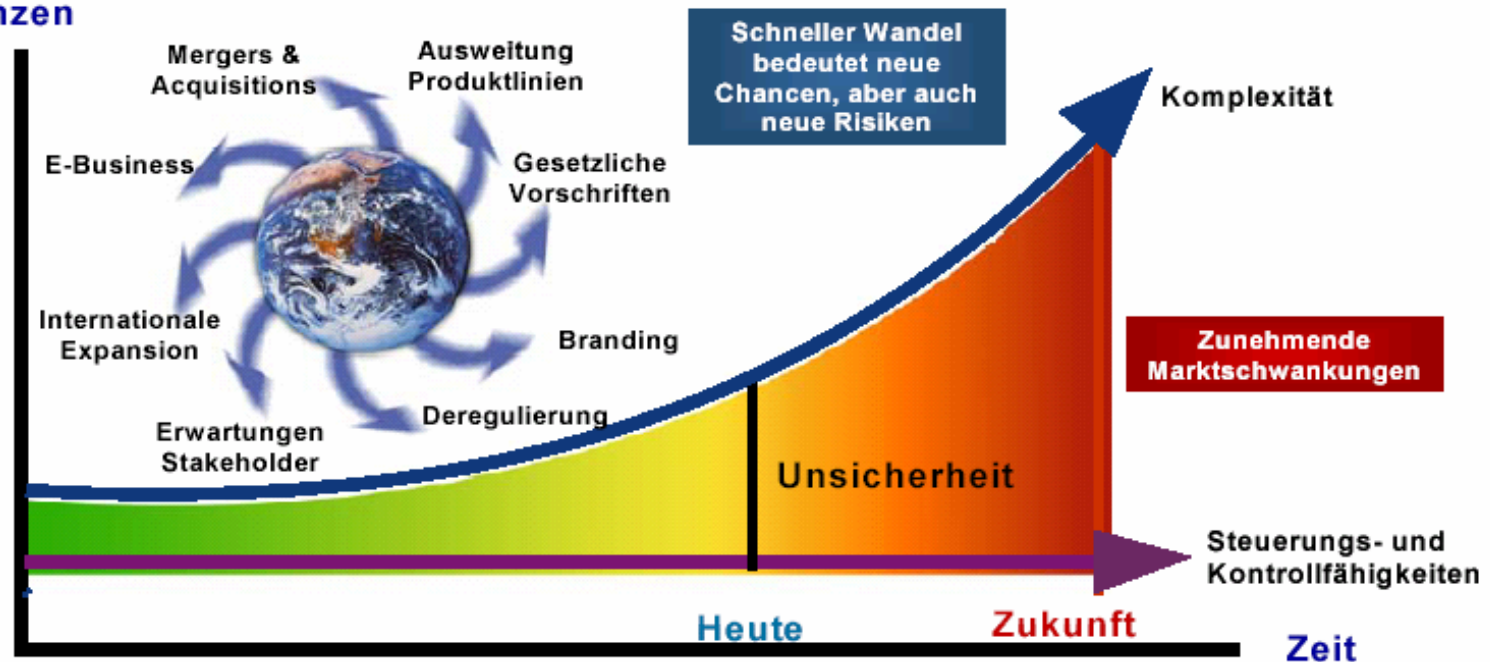 Mergers &
Acquisitions
Ausweitung
Produktlinien
Schneller Wandel
bedeutet neue
Chancen, aber auch
neue Risiken
Komplexität
E-Business
Gesetzliche
Vorschriften
Internationale
Expansion
Branding
Zunehmende
Marktschwankungen
Erwartungen
Stakeholder
Deregulierung
Unsicherheit
Steuerungs- und
Kontrollfähigkeiten
Heute
Zukunft
Zeit